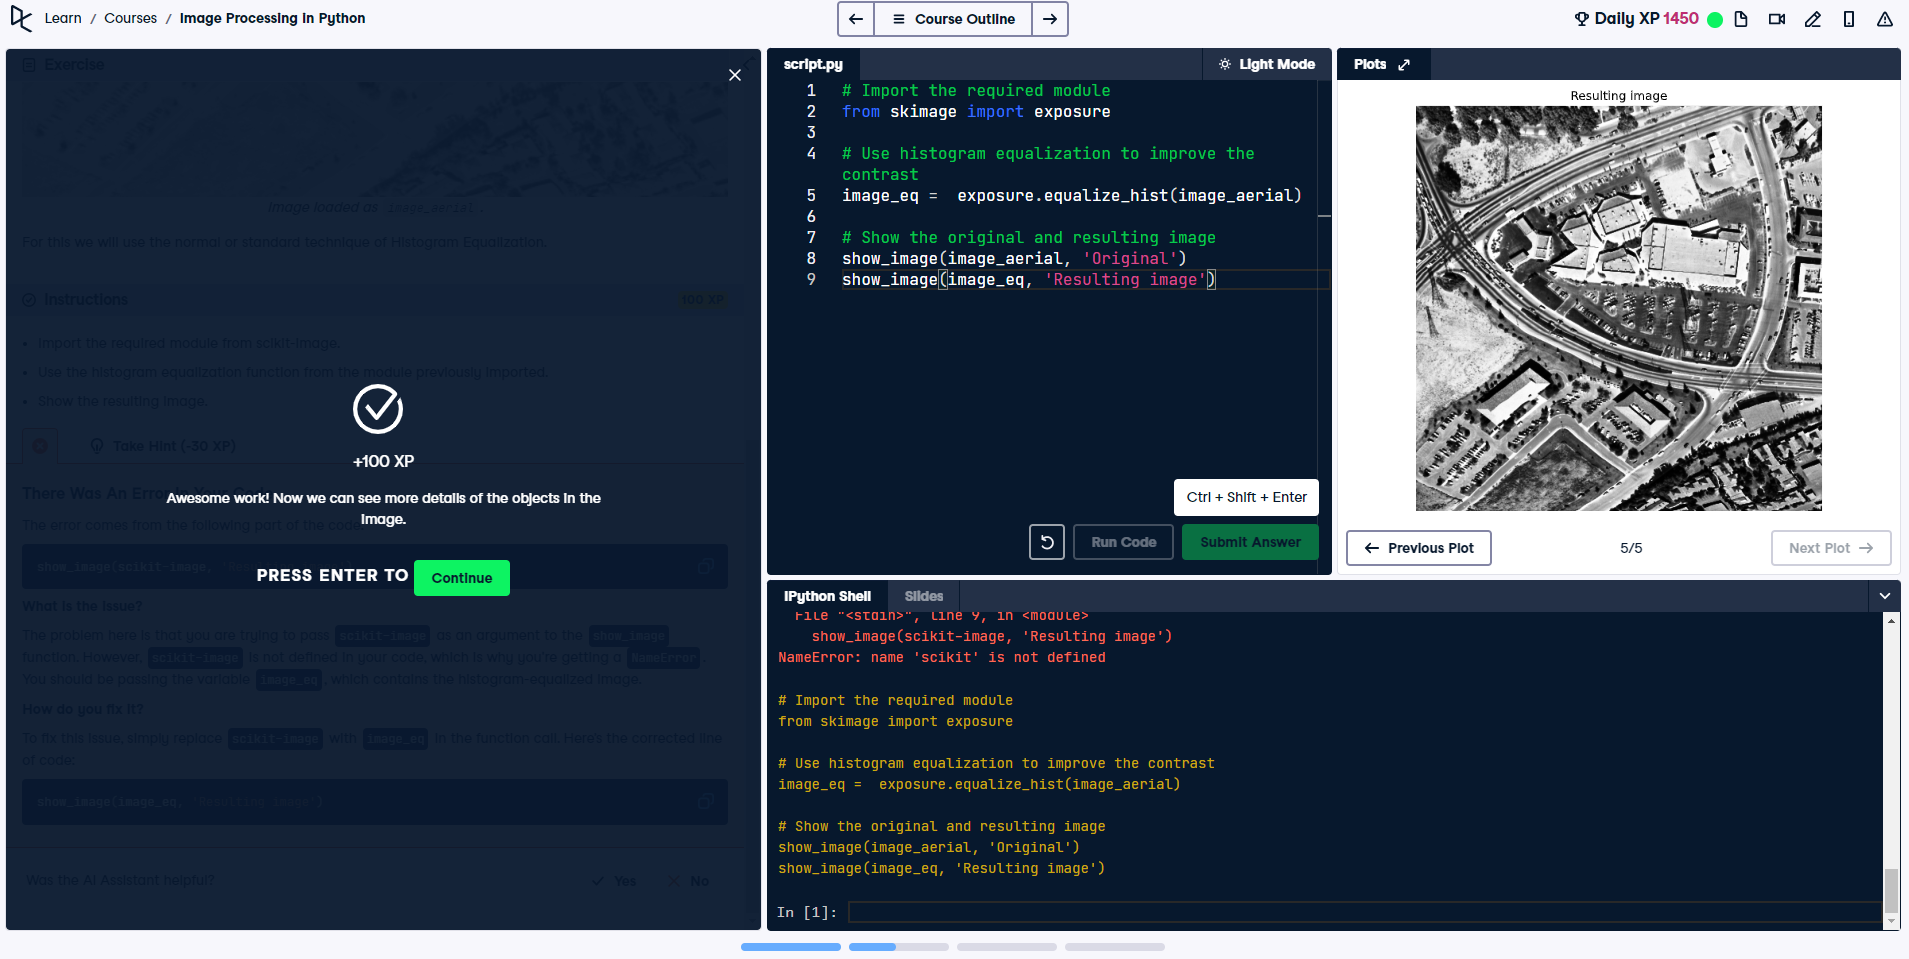 Learn / Courses / Image Processing in Python
Course Outline
Daily XP 1450
Exercise
Image loaded as image_aerial .
For this we will use the normal or standard technique of Histogram Equalization.
Instructions
100 XP
Import the required module from scikit-image.
Use the histogram equalization function from the module previously imported.
Show the resulting image.
Take Hint (-30 XP)
+100 XP
There Was An Error in Your Code
Awesome work! Now we can see more details of the objects in the
image.
The error comes from the following part of the code:
show_image(scikit-image,
PRESS ENTER TO Continue
What is the issue?
The problem here is that you are trying to pass scikit-image as an argument to the show_image
function. However, scikit-image is not defined in your code, which is why you're getting a NameError .
You should be passing the variable image_eq , which contains the histogram-equalized image.
How do you fix it?
To fix this issue, simply replace scikit-image with image_eq in the function call. Here's the corrected line
of code:
show_image(image_eq, 'Resulting image')
Was the AI Assistant helpful?
Yes
No
script.py
Light Mode
1 # Import the required module
2 from skimage import exposure
3
4 # Use histogram equalization to improve the
contrast
5 image_eq =  exposure.equalize_hist(image_aerial)
6
7 # Show the original and resulting image
8 show_image(image_aerial, 'Original')
9 show_image(image_eq, 'Resulting image')
Ctrl + Shift + Enter
Run Code
Submit Answer
Plots
Resulting image
Previous Plot
5/5
Next Plot
IPython Shell
Slides
File "<stdin>", line 9, in <module>
show_image(scikit-image, 'Resulting image')
NameError: name 'scikit' is not defined
# Import the required module
from skimage import exposure
# Use histogram equalization to improve the contrast
image_eq =  exposure.equalize_hist(image_aerial)
# Show the original and resulting image
show_image(image_aerial, 'Original')
show_image(image_eq, 'Resulting image')
In [1]: